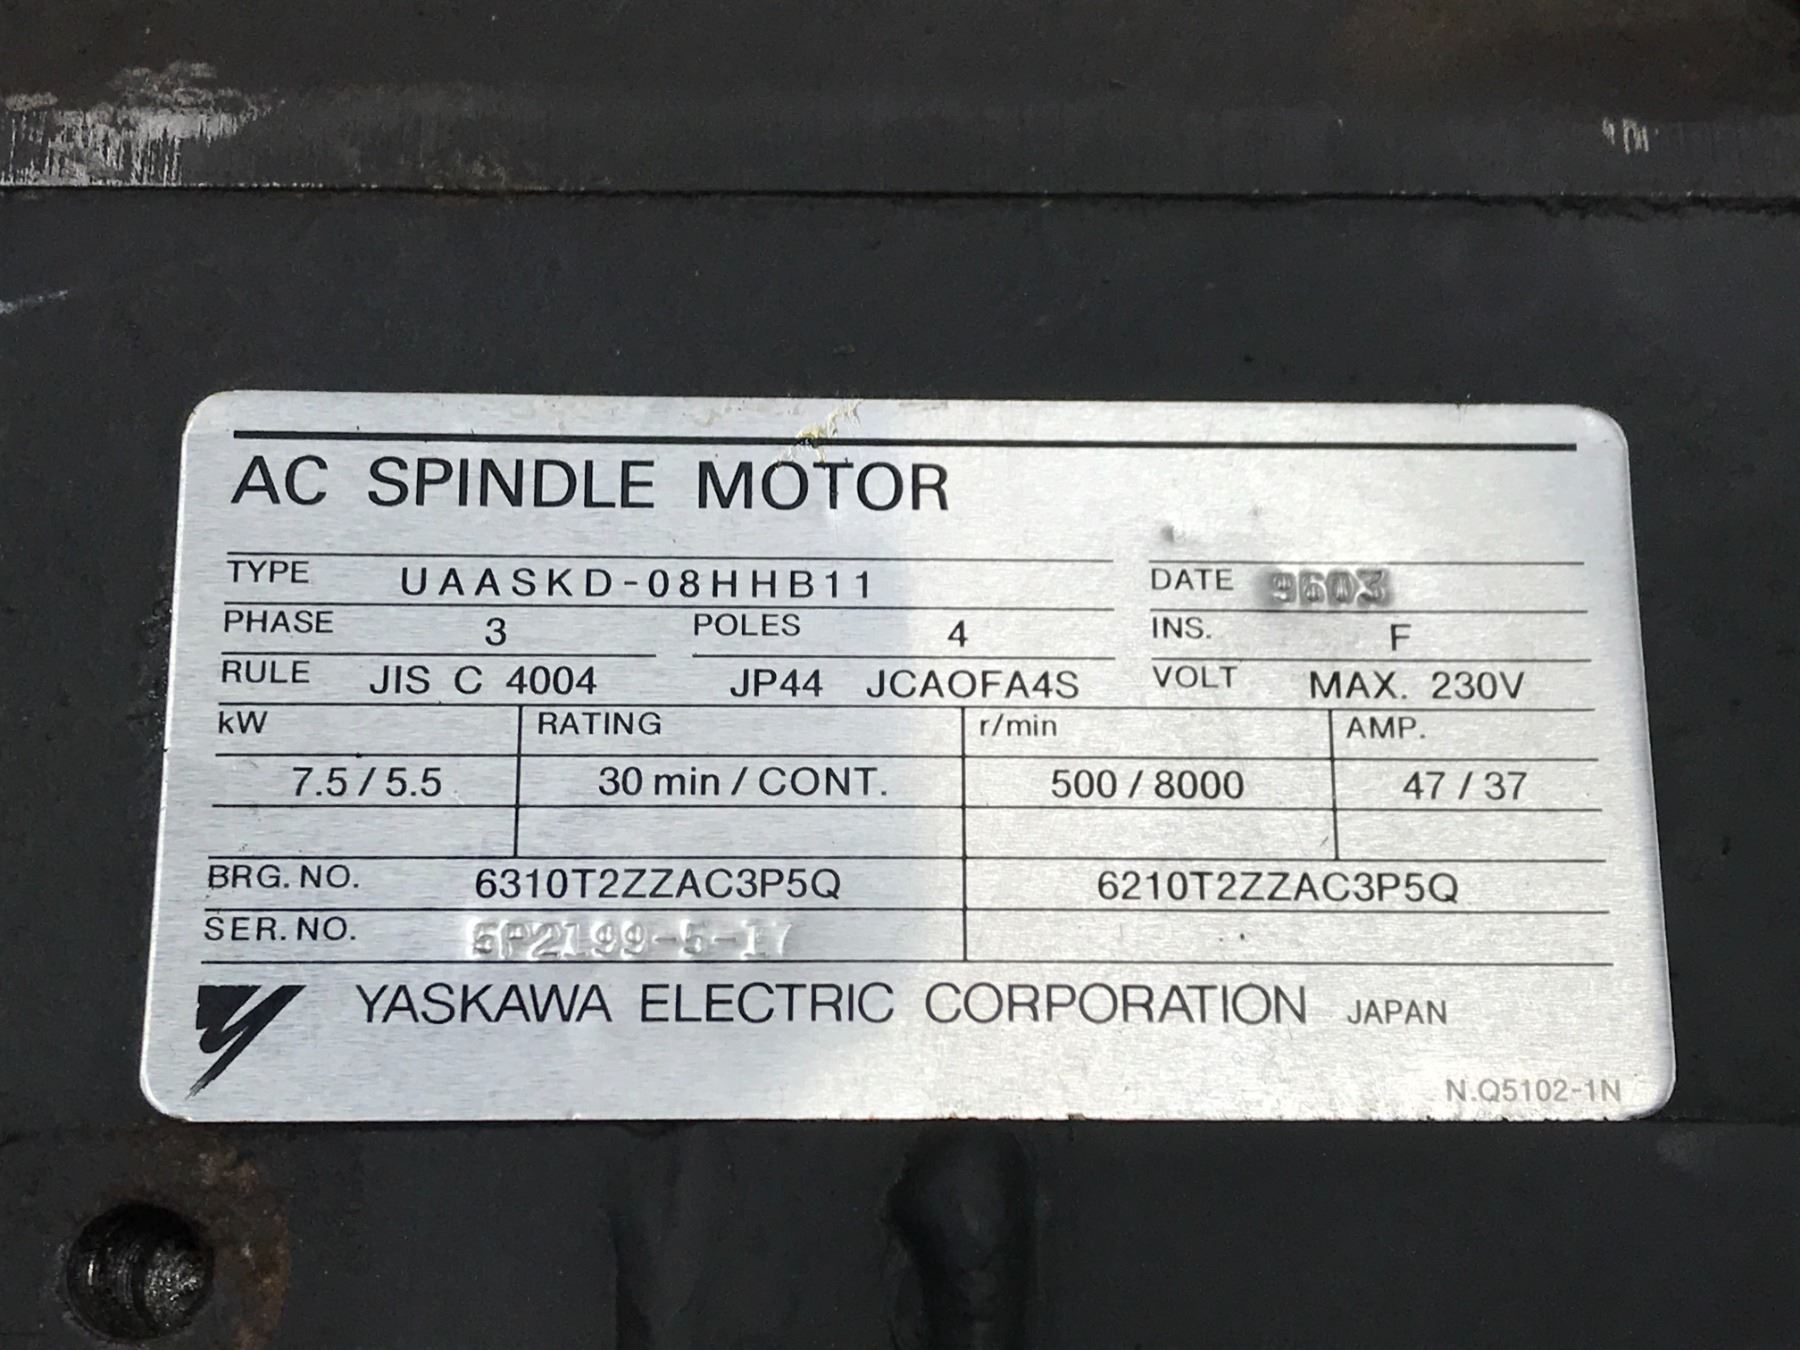 AC SPINDLE MOTOR
TYPE UAASKD-08HHB11 DATE 9603
PHASE 3 POLES 4 INS. F
RULE JIS C 4004 JP44 JCAOFA4S VOLT MAX. 230V
kW RATING r/min AMP.
7.5 / 5.5 30 min / CONT. 500 / 8000 47 / 37
BRG. NO. 6310T2ZZAC3P5Q 6210T2ZZAC3P5Q
SER. NO. 5P2199-5-17
YASKAWA ELECTRIC CORPORATION JAPAN
N.Q5102-1N